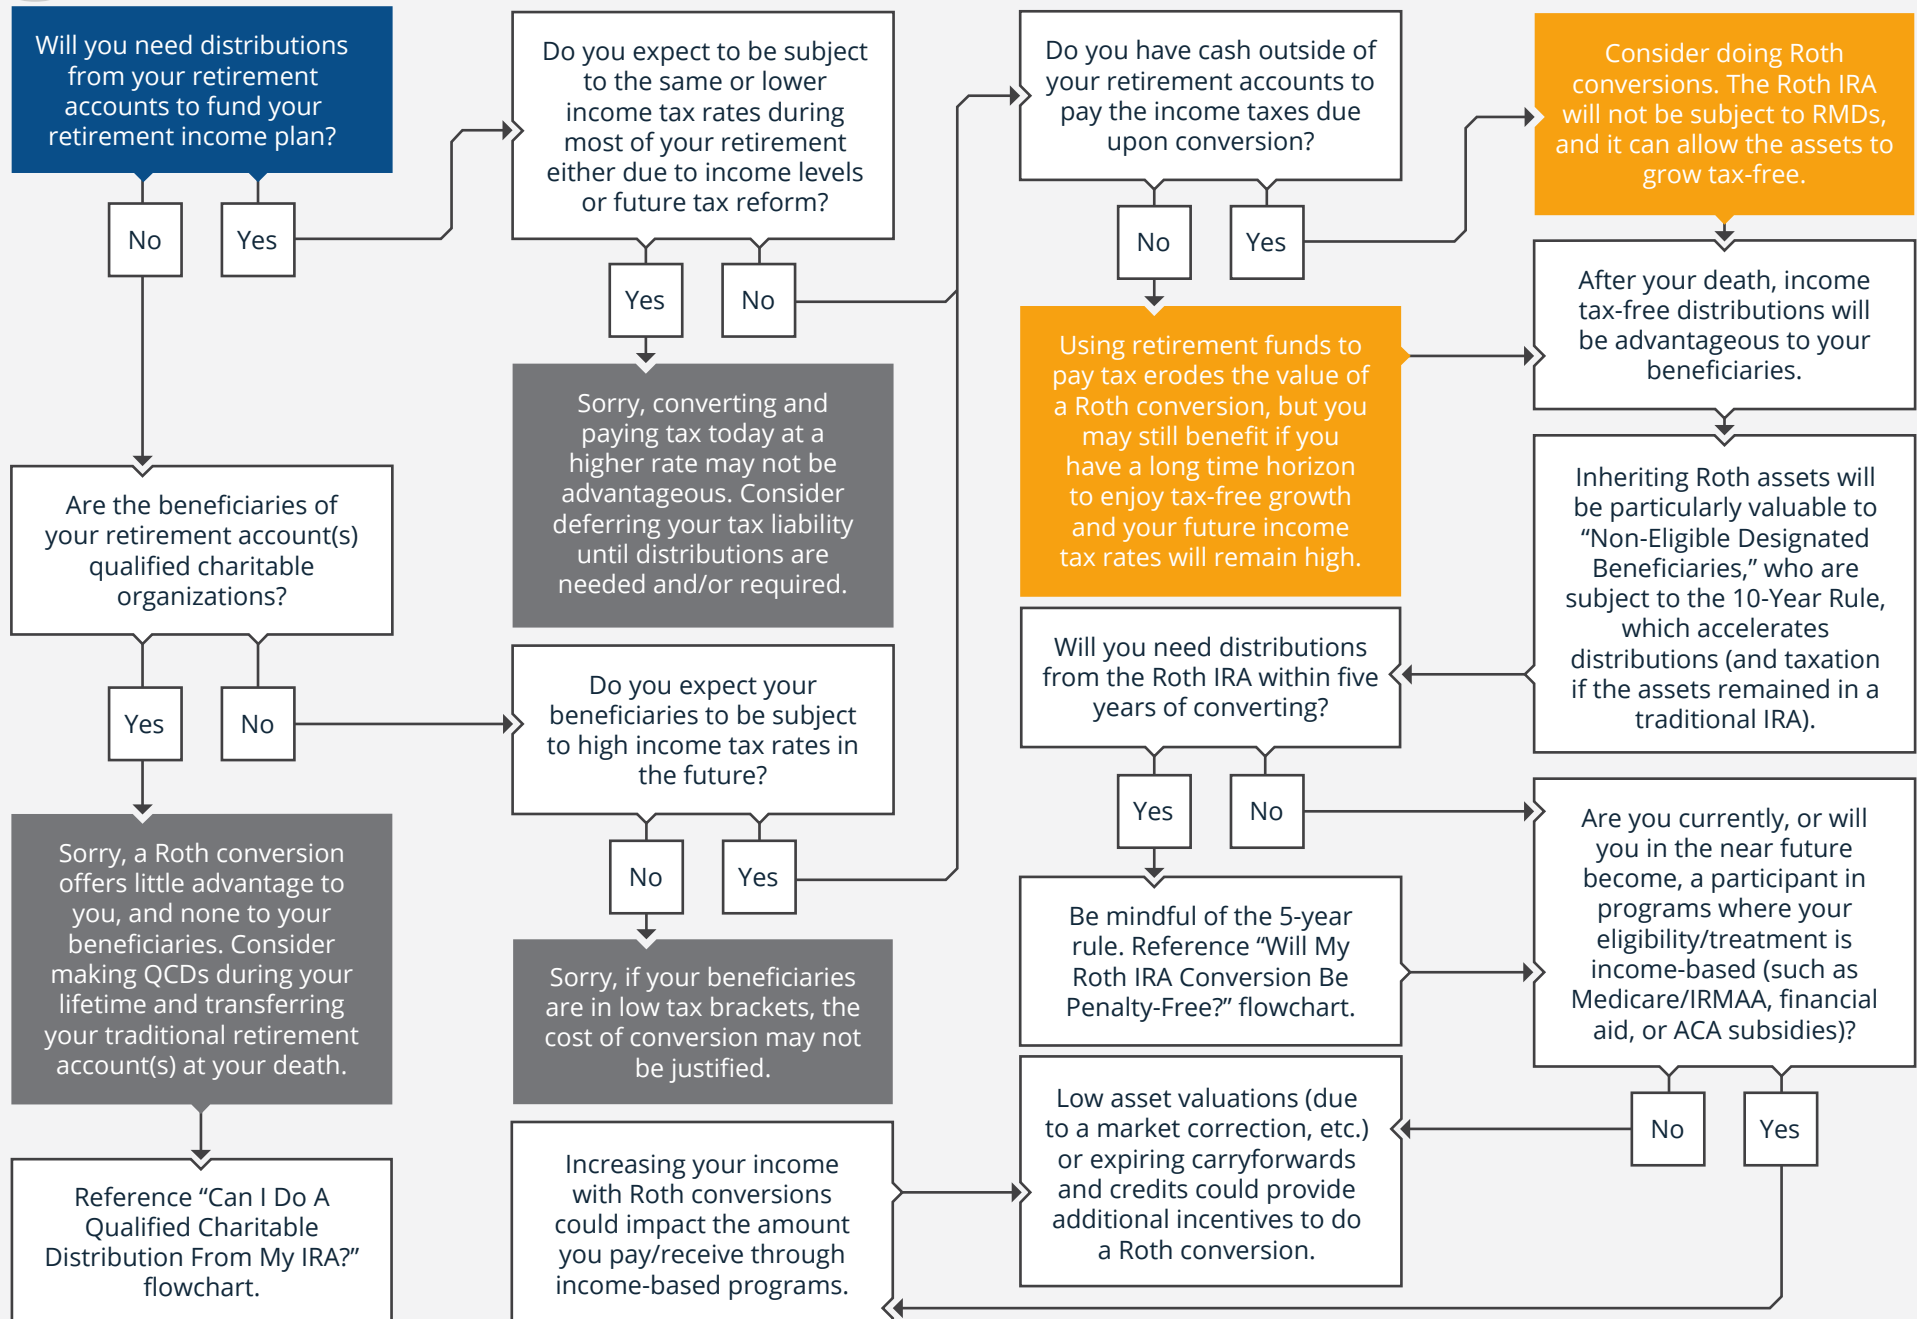 Will you need distributions
from your retirement
accounts to fund your
retirement income plan?
No
Yes
Do you expect to be subject
to the same or lower
income tax rates during
most of your retirement
either due to income levels
or future tax reform?
Yes
No
Sorry, converting and
paying tax today at a
higher rate may not be
advantageous. Consider
deferring your tax liability
until distributions are
needed and/or required.
Are the beneficiaries of
your retirement account(s)
qualified charitable
organizations?
Yes
No
Sorry, a Roth conversion
offers little advantage to
you, and none to your
beneficiaries. Consider
making QCDs during your
lifetime and transferring
your traditional retirement
account(s) at your death.
Reference “Can I Do A
Qualified Charitable
Distribution From My IRA?”
flowchart.
Do you expect your
beneficiaries to be subject
to high income tax rates in
the future?
No
Yes
Sorry, if your beneficiaries
are in low tax brackets, the
cost of conversion may not
be justified.
Do you have cash outside of
your retirement accounts to
pay the income taxes due
upon conversion?
No
Yes
Using retirement funds to
pay tax erodes the value of
a Roth conversion, but you
may still benefit if you
have a long time horizon
to enjoy tax-free growth
and your future income
tax rates will remain high.
Consider doing Roth
conversions. The Roth IRA
will not be subject to RMDs,
and it can allow the assets to
grow tax-free.
After your death, income
tax-free distributions will
be advantageous to your
beneficiaries.
Inheriting Roth assets will
be particularly valuable to
“Non-Eligible Designated
Beneficiaries,” who are
subject to the 10-Year Rule,
which accelerates
distributions (and taxation
if the assets remained in a
traditional IRA).
Will you need distributions
from the Roth IRA within five
years of converting?
Yes
No
Be mindful of the 5-year
rule. Reference “Will My
Roth IRA Conversion Be
Penalty-Free?” flowchart.
Are you currently, or will
you in the near future
become, a participant in
programs where your
eligibility/treatment is
income-based (such as
Medicare/IRMAA, financial
aid, or ACA subsidies)?
No
Yes
Increasing your income
with Roth conversions
could impact the amount
you pay/receive through
income-based programs.
Low asset valuations (due
to a market correction, etc.)
or expiring carryforwards
and credits could provide
additional incentives to do
a Roth conversion.